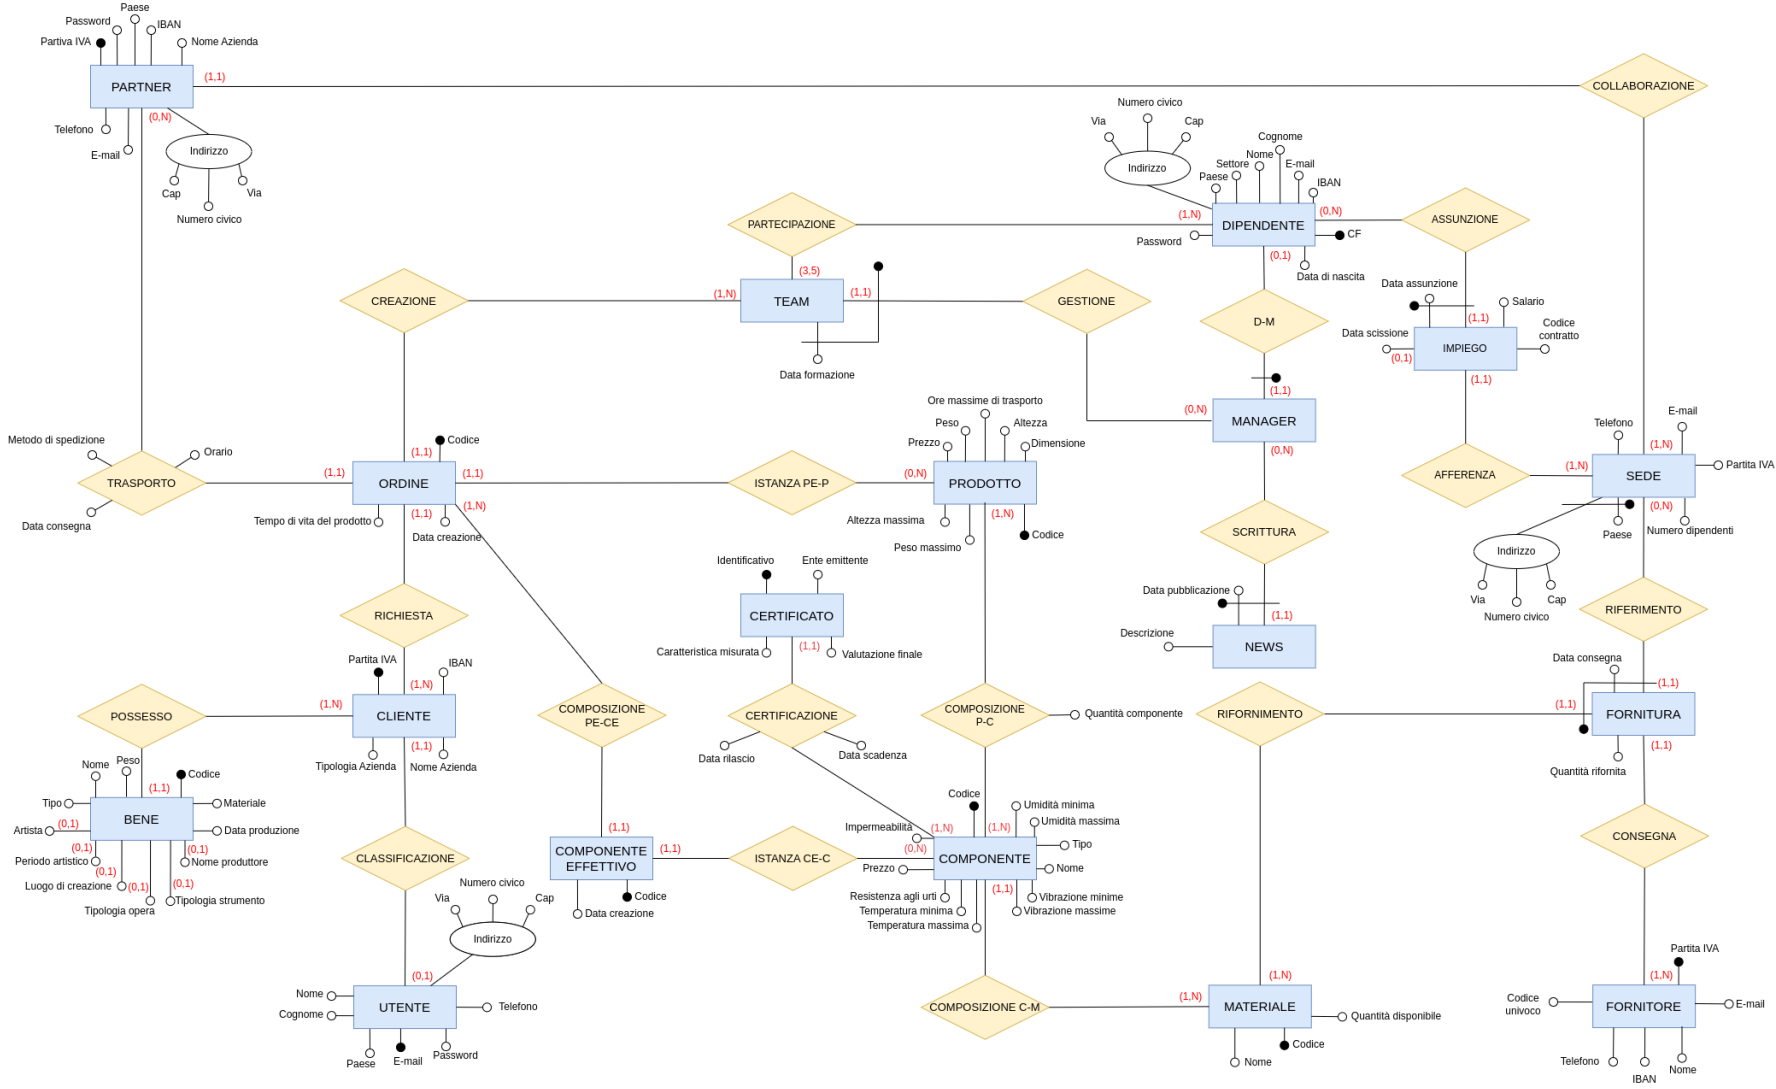 Paese
Password
IBAN
Partiva IVA
Nome Azienda
PARTNER
(1,1)
(0,N)
Telefono
E-mail
Indirizzo
Cap
Via
Numero civico
COLLABORAZIONE
Numero civico
Via
Cap
Indirizzo
Cognome
Nome
Settore
E-mail
Paese
IBAN
(1,N)
DIPENDENTE
(0,N)
Password
CF
(0,1)
Data di nascita
ASSUNZIONE
PARTECIPAZIONE
(3,5)
CREAZIONE
(1,N)
TEAM
(1,1)
Data formazione
GESTIONE
D-M
Data assunzione
Salario
(1,1)
Data scissione
(0,1)
IMPIEGO
Codice
contratto
(1,1)
(1,1)
(0,N)
MANAGER
(0,N)
Metodo di spedizione
Orario
TRASPORTO
Data consegna
(1,1)
(1,1)
Codice
ORDINE
(1,1)
(1,N)
(1,1)
Tempo di vita del prodotto
Data creazione
ISTANZA PE-P
Ore massime di trasporto
Peso
Altezza
Prezzo
Dimensione
(0,N)
PRODOTTO
Altezza massima
(1,N)
Peso massimo
Codice
AFFERENZA
E-mail
Telefono
(1,N)
(1,N)
SEDE
Partita IVA
(0,N)
Paese
Numero dipendenti
Indirizzo
Via
Cap
Numero civico
SCRITTURA
Data pubblicazione
(1,1)
Descrizione
NEWS
Identificativo
Ente emittente
CERTIFICATO
Caratteristica misurata
(1,1)
Valutazione finale
RICHIESTA
RIFERIMENTO
Partita IVA
IBAN
(1,N)
(1,N)
CLIENTE
(1,1)
Tipologia Azienda
Nome Azienda
POSSESSO
COMPOSIZIONE
PE-CE
CERTIFICAZIONE
Data rilascio
Data scadenza
COMPOSIZIONE
P-C
Quantità componente
RIFORNIMENTO
Data consegna
(1,1)
(1,1)
FORNITURA
(1,1)
Quantità rifornita
Nome
Peso
Codice
(1,1)
Tipo
Materiale
Artista
(0,1)
BENE
Data produzione
(0,1)
(0,1)
Periodo artistico
Nome produttore
(0,1)
Luogo di creazione
(0,1)
(0,1)
Tipologia opera
Tipologia strumento
CLASSIFICAZIONE
(1,1)
COMPONENTE
EFFETTIVO
(1,1)
Codice
Data creazione
ISTANZA CE-C
Codice
Umidità minima
Impermeabilità
(1,N)
(1,N)
Umidità massima
(0,N)
Tipo
COMPONENTE
Prezzo
Nome
(1,1)
Resistenza agli urti
Vibrazione minime
Temperatura minima
Vibrazione massime
Temperatura massima
CONSEGNA
Numero civico
Via
Cap
Indirizzo
(0,1)
Nome
UTENTE
Telefono
Cognome
Paese
E-mail
Password
COMPOSIZIONE C-M
(1,N)
(1,N)
MATERIALE
Quantità disponibile
Nome
Codice
Partita IVA
(1,N)
Codice
univoco
FORNITORE
E-mail
Telefono
IBAN
Nome